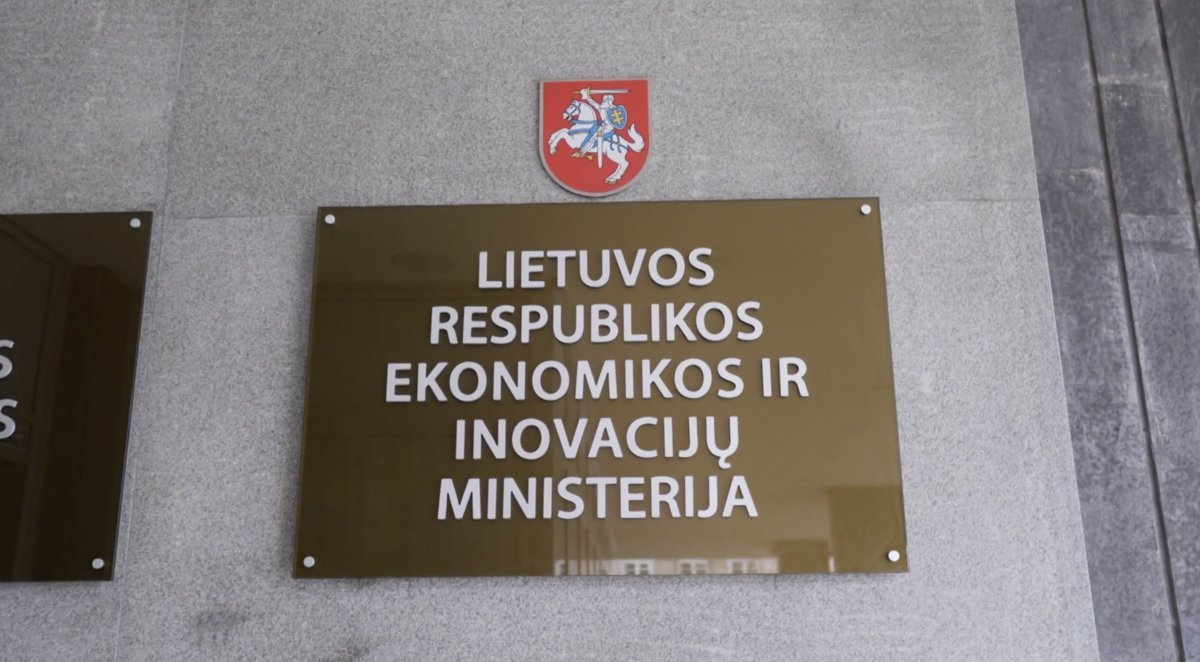 LIETUVOS
RESPUBLIKOS
EKONOMIKOS IR
INOVACIJŲ
MINISTERIJA
S
S